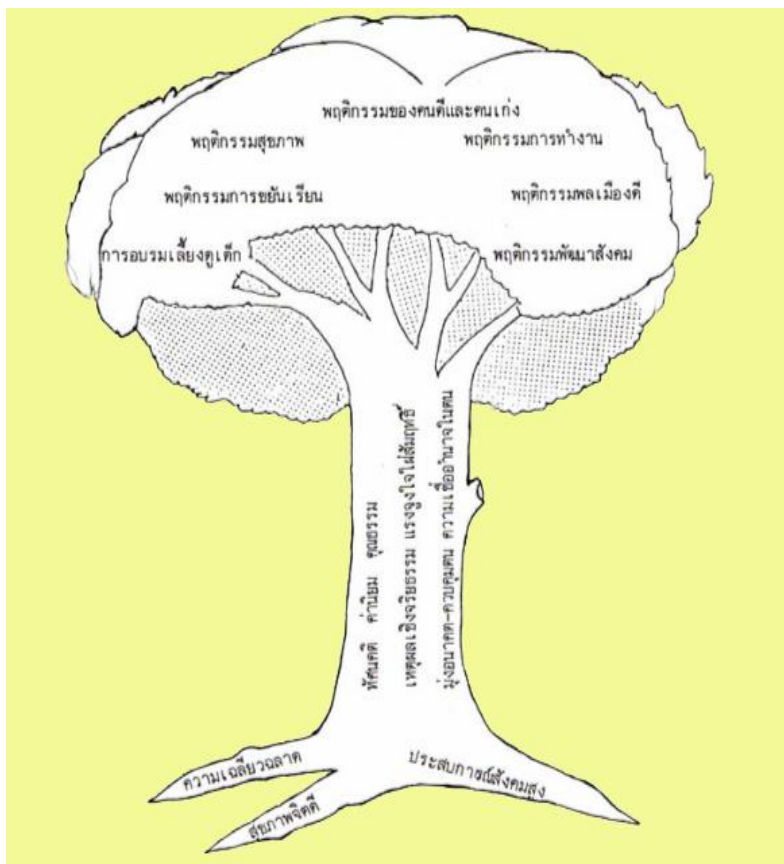 พฤติกรรมของคนดีและคนเก่ง
พฤติกรรมสุขภาพ
พฤติกรรมการทำงาน
พฤติกรรมการขยันเรียน
พฤติกรรมพลเมืองดี
การอบรมเลี้ยงดูเด็ก
พฤติกรรมพัฒนาสังคม
ทัศนคติ ค่านิยม คุณธรรม
เหตุผลเชิงจริยธรรม แรงจูงใจใฝ่สัมฤทธิ์
มุ่งอนาคต-ควบคุมตน ความเชื่ออำนาจในตน
ความเฉลียวฉลาด
ประสบการณ์สังคมสูง
สุขภาพจิตดี